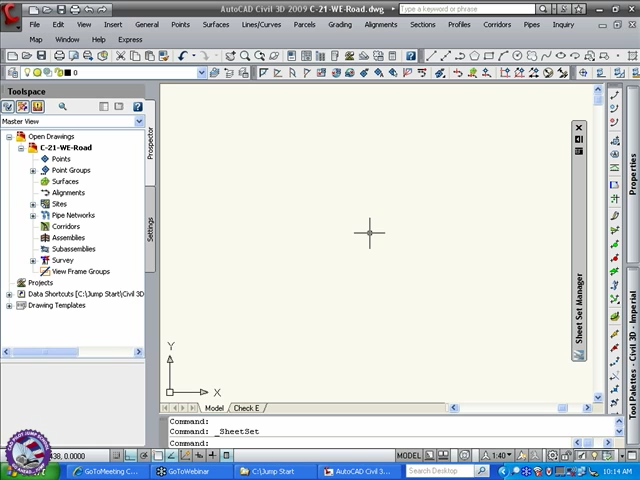 AutoCAD Civil 3D 2009 C-21-WE-Road.dwg
Type a keyword or phrase
File Edit View Insert General Points Surfaces Lines/Curves Parcels Grading Alignments Sections Profiles Corridors Pipes Inquiry
Map Window Help Express
0
Toolspace
Master View
Open Drawings
C-21-WE-Road
Points
Point Groups
Surfaces
Alignments
Sites
Pipe Networks
Corridors
Assemblies
Subassemblies
Survey
View Frame Groups
Projects
Data Shortcuts [C:\Jump Start\Civil 3D
Drawing Templates
Prospector
Settings
Y
X
Sheet Set Manager
Properties
Tool Palettes - Civil 3D - Imperial
Model Check E
Command:
Command: _SheetSet
Command:
38, 0.0000
MODEL
1:40
GoToMeeting C...
GoToWebinar
C:\Jump Start
AutoCAD Civil 3...
Search Desktop
10:14 AM